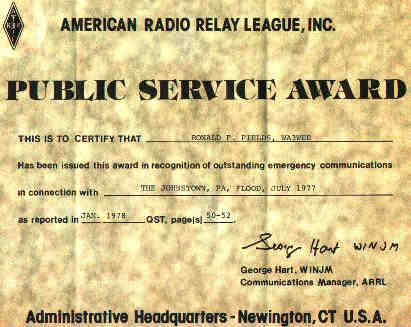 AMERICAN RADIO RELAY LEAGUE, INC.
PUBLIC SERVICE AWARD
THIS IS TO CERTIFY THAT RONALD F. FIELDS, WA3WEE
Has been issued this award in recognition of outstanding emergency communications
in connection with THE JOHNSTOWN, PA, FLOOD, JULY 1977
as reported in JAN. 1978 QST, page(s) 50-52.
George Hart W1NJM
George Hart, W1NJM
Communications Manager, ARRL
Administrative Headquarters - Newington, CT U.S.A.